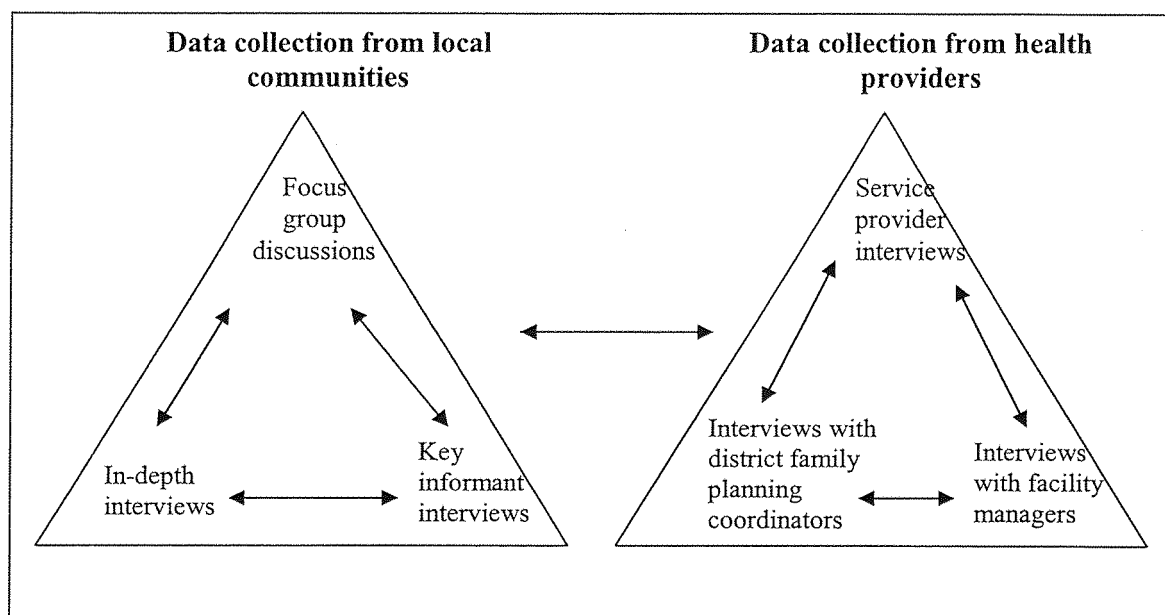 Data collection from local
communities
Focus
group
discussions
In-depth
interviews
Key
informant
interviews
Data collection from health
providers
Service
provider
interviews
Interviews with
district family
planning
coordinators
Interviews
with facility
managers